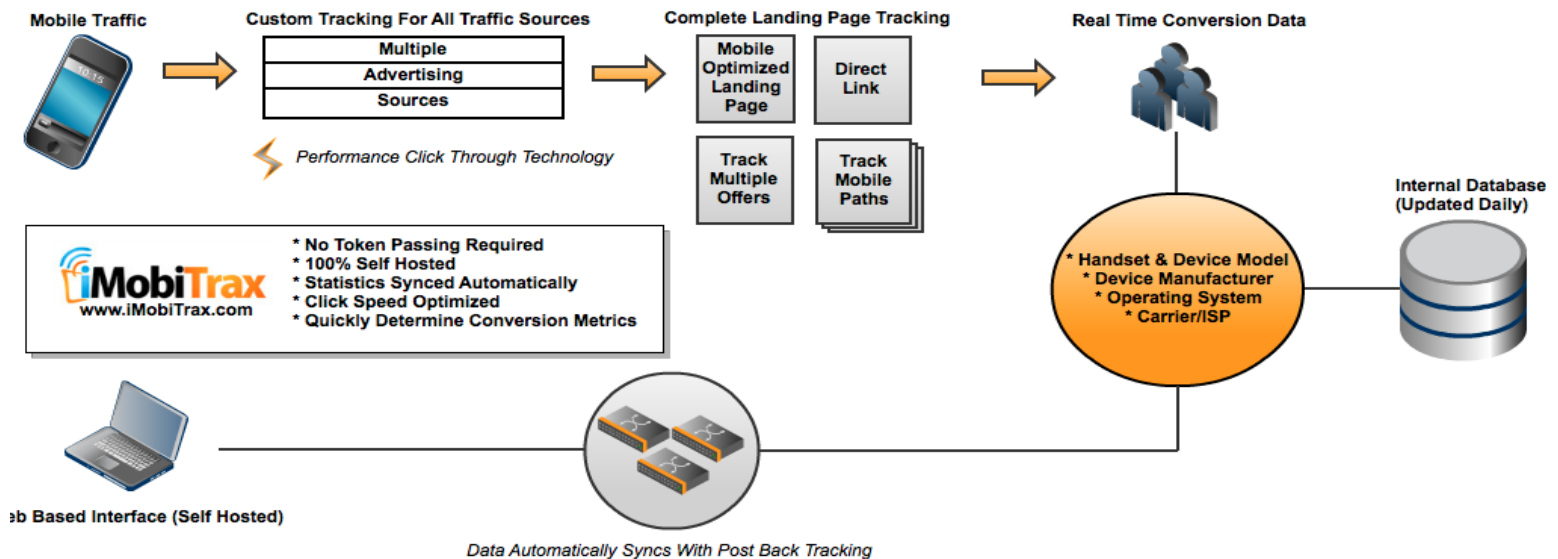 Mobile Traffic
10:15
Custom Tracking For All Traffic Sources
Multiple
Advertising
Sources
Performance Click Through Technology
Complete Landing Page Tracking
Mobile
Optimized
Landing
Page
Direct
Link
Track
Multiple
Offers
Track
Mobile
Paths
Real Time Conversion Data
Internal Database
(Updated Daily)
* Handset & Device Model
* Device Manufacturer
* Operating System
* Carrier/ISP
iMobiTrax
www.iMobiTrax.com
* No Token Passing Required
* 100% Self Hosted
* Statistics Synced Automatically
* Click Speed Optimized
* Quickly Determine Conversion Metrics
eb Based Interface (Self Hosted)
Data Automatically Syncs With Post Back Tracking